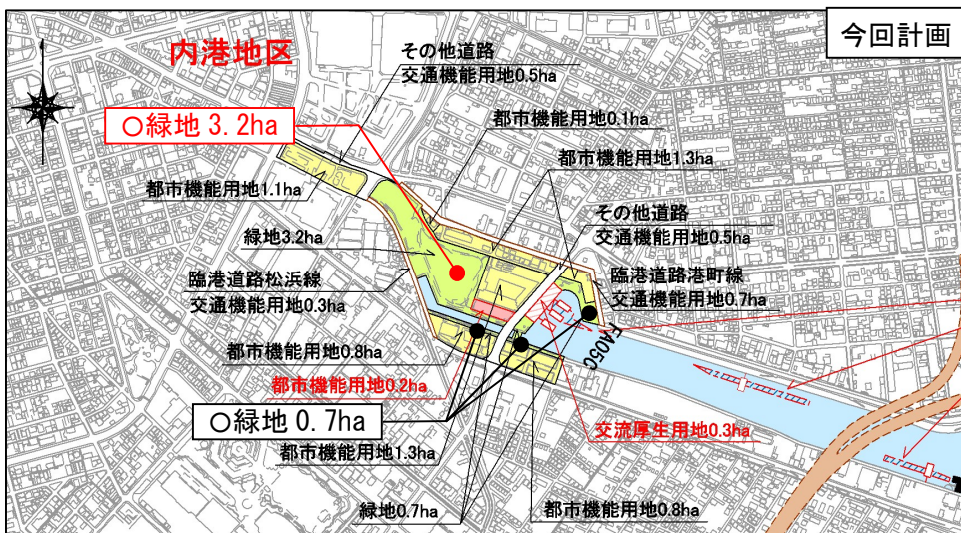 今回計画
内港地区
その他道路
交通機能用地0.5ha
○緑地 3.2ha
都市機能用地0.1ha
都市機能用地1.3ha
都市機能用地1.1ha
その他道路
交通機能用地0.5ha
緑地3.2ha
臨港道路松浜線
交通機能用地0.3ha
臨港道路港町線
交通機能用地0.7ha
都市機能用地0.8ha
都市機能用地0.2ha
○緑地 0.7ha
交流厚生用地0.3ha
都市機能用地1.3ha
緑地0.7ha
都市機能用地0.8ha